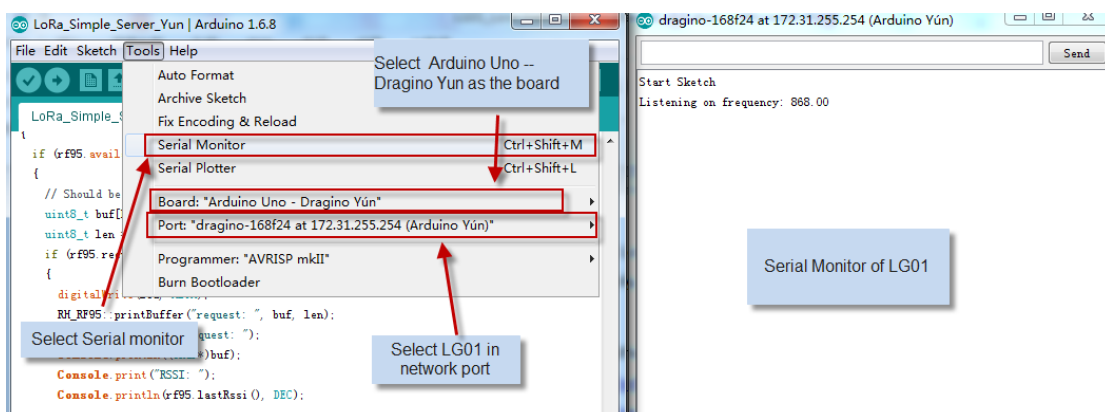 LoRa_Simple_Server_Yun | Arduino 1.6.8
File Edit Sketch Tools Help
Auto Format
Archive Sketch
Fix Encoding & Reload
Serial Monitor Ctrl+Shift+M
Serial Plotter Ctrl+Shift+L
Board: "Arduino Uno - Dragino Yún"
Port: "dragino-168f24 at 172.31.255.254 (Arduino Yún)"
Programmer: "AVRISP mkII"
Burn Bootloader
Select Arduino Uno --
Dragino Yun as the board
LoRa_Simple_S
if (rf95.avail
{
// Should be
uint8_t buf[
uint8_t len
if (rf95.re
{
RH_RF95::printBuffer("request: ", buf, len);
quest: ");
*)buf);
Console.print("RSSI: ");
Console.println(rf95.lastRssi(), DEC);
Select Serial monitor
Select LG01 in
network port
dragino-168f24 at 172.31.255.254 (Arduino Yún)
Send
Start Sketch
Listening on frequency: 868.00
Serial Monitor of LG01